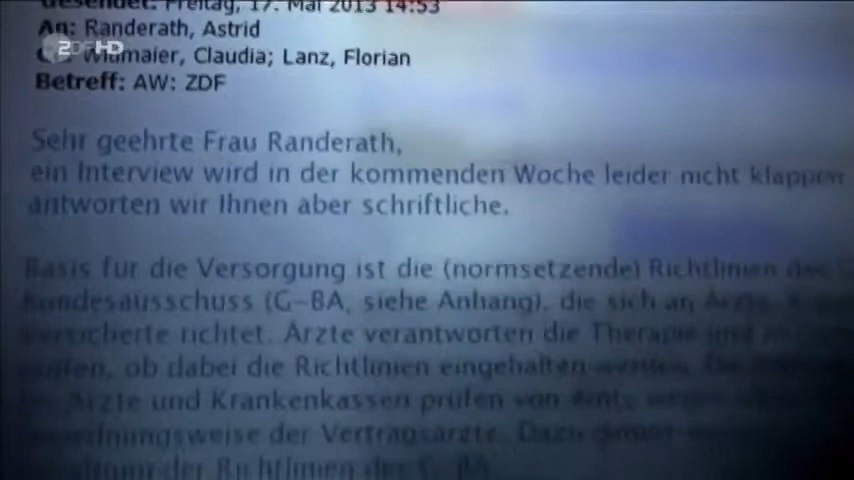 Gesendet: Freitag, 17. Mai 2013 14:53
An: Randerath, Astrid
ZDF HD
Widmaier, Claudia; Lanz, Florian
Betreff: AW: ZDF
Sehr geehrte Frau Randerath,
ein Interview wird in der kommenden Woche leider nicht klappen
antworten wir Ihnen aber schriftliche.
Basis für die Versorgung ist die (normsetzende) Richtlinien des
Bundesausschuss (G-BA, siehe Anhang), die sich an Ärzte,
Versicherte richtet. Ärzte verantworten die Therapie und
prüfen, ob dabei die Richtlinien eingehalten werden. Die
Ärzte und Krankenkassen prüfen von Amts wegen
der Vertragsärzte. Dazu
der Richtlinien des G-BA